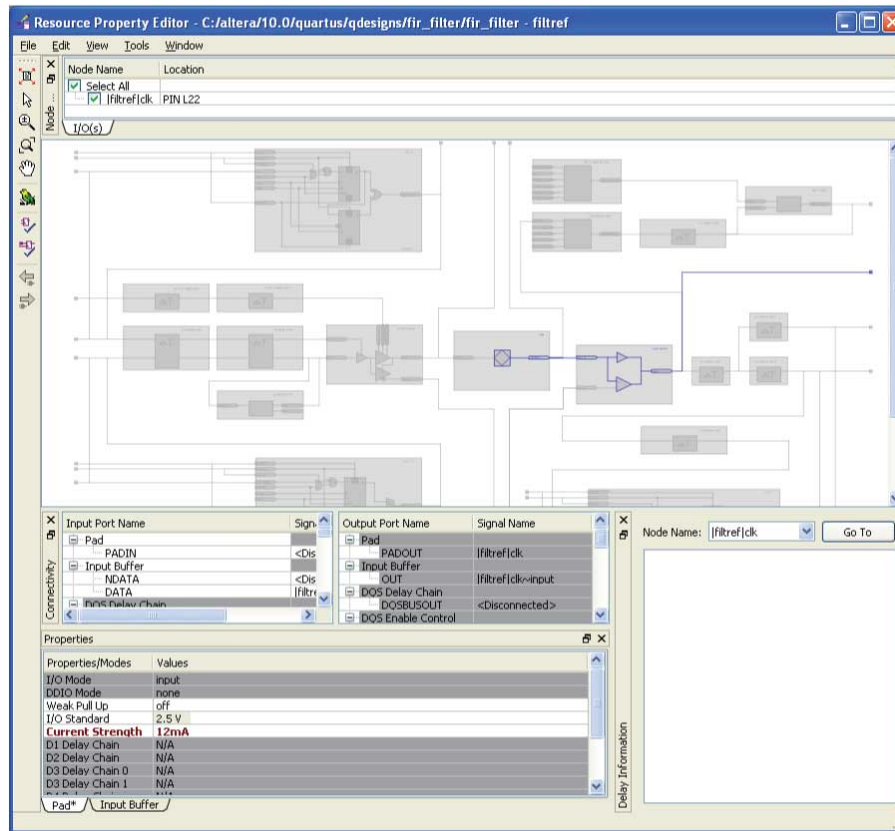 Resource Property Editor - C:/altera/10.0/quartus/qdesigns/fir_filter/fir_filter - filtref
File Edit View Tools Window
Node Name Location
Select All
|filtref|clk PIN L22
Node ...
I/O(s)
Connectivity
Input Port Name Sign
Pad
PADIN <Dis
Input Buffer
NDATA <Dis
DATA |filtre
DQS Delay Chain
Output Port Name Signal Name
Pad
PADOUT |filtref|clk
Input Buffer
OUT |filtref|clk~input
DQS Delay Chain
DQSBUSOUT <Disconnected>
DQS Enable Control
Node Name: |filtref|clk Go To
Delay Information
Properties
Properties/Modes Values
I/O Mode input
DDIO Mode none
Weak Pull Up off
I/O Standard 2.5 V
Current Strength 12mA
D1 Delay Chain N/A
D2 Delay Chain N/A
D3 Delay Chain 0 N/A
D3 Delay Chain 1 N/A
Pad* Input Buffer